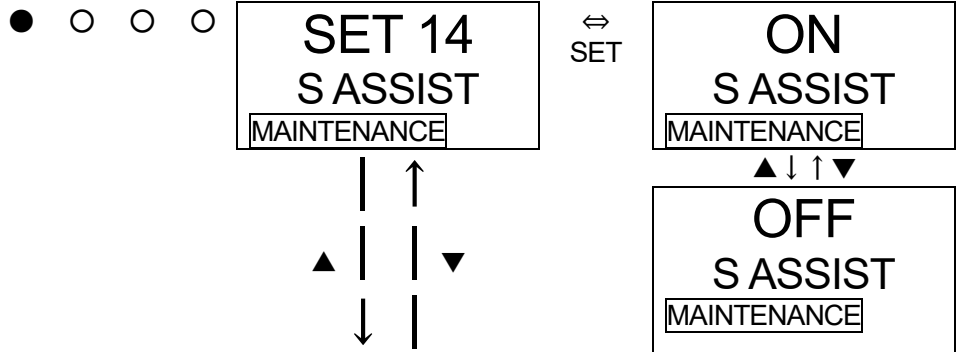 ● ○ ○ ○
SET 14
S ASSIST
MAINTENANCE
⇔
SET
ON
S ASSIST
MAINTENANCE
▲↓↑▼
OFF
S ASSIST
MAINTENANCE
▲ ↓ ↑ ▼